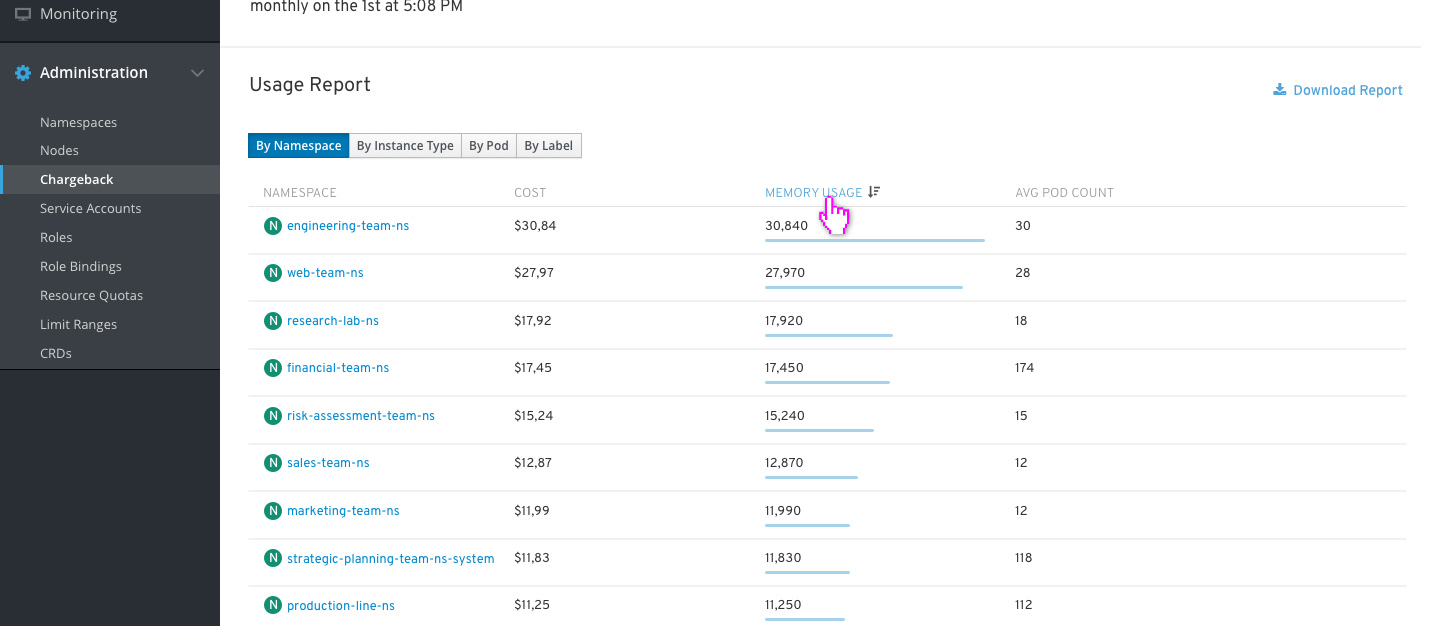 monthly on the 1st at 5:08 PM
Monitoring
Administration
Namespaces
Nodes
Chargeback
Service Accounts
Roles
Role Bindings
Resource Quotas
Limit Ranges
CRDs
Usage Report
Download Report
By Namespace By Instance Type By Pod By Label
NAMESPACE COST MEMORY USAGE AVG POD COUNT
N engineering-team-ns $30,84 30,840 30
N web-team-ns $27,97 27,970 28
N research-lab-ns $17,92 17,920 18
N financial-team-ns $17,45 17,450 174
N risk-assessment-team-ns $15,24 15,240 15
N sales-team-ns $12,87 12,870 12
N marketing-team-ns $11,99 11,990 12
N strategic-planning-team-ns-system $11,83 11,830 118
N production-line-ns $11,25 11,250 112